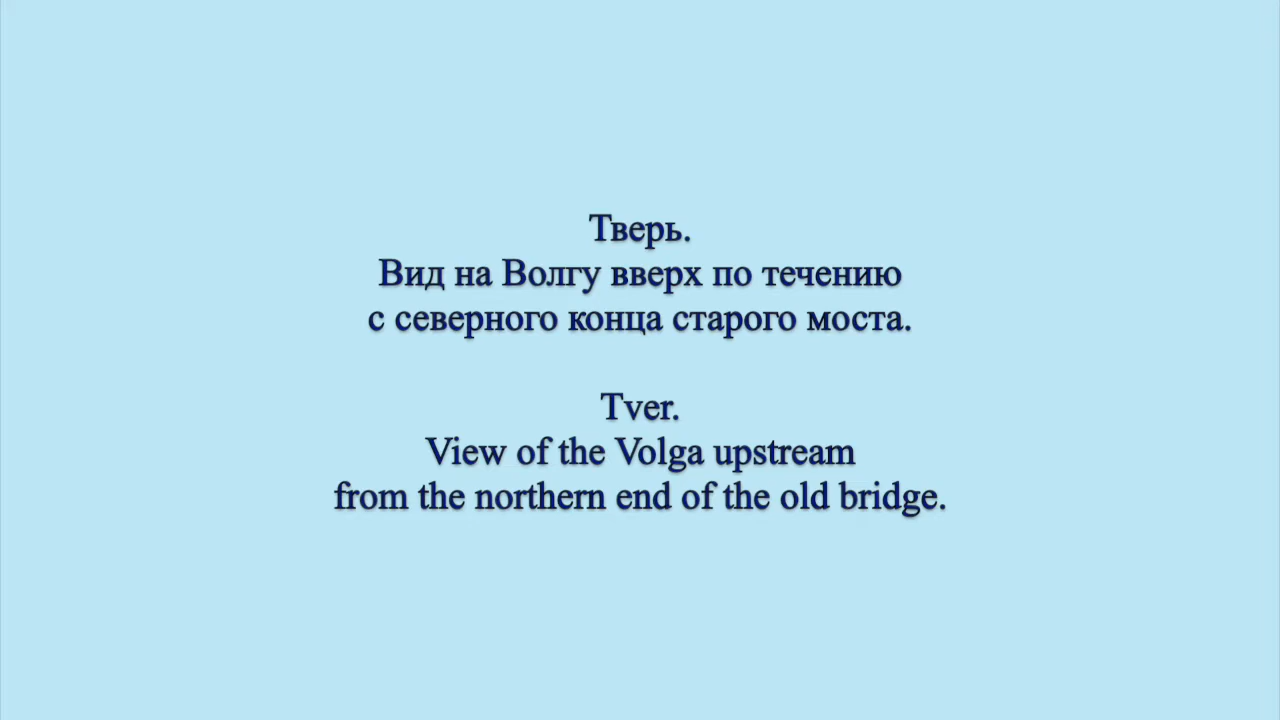 Тверь.
Вид на Волгу вверх по течению
с северного конца старого моста.
Tver.
View of the Volga upstream
from the northern end of the old bridge.